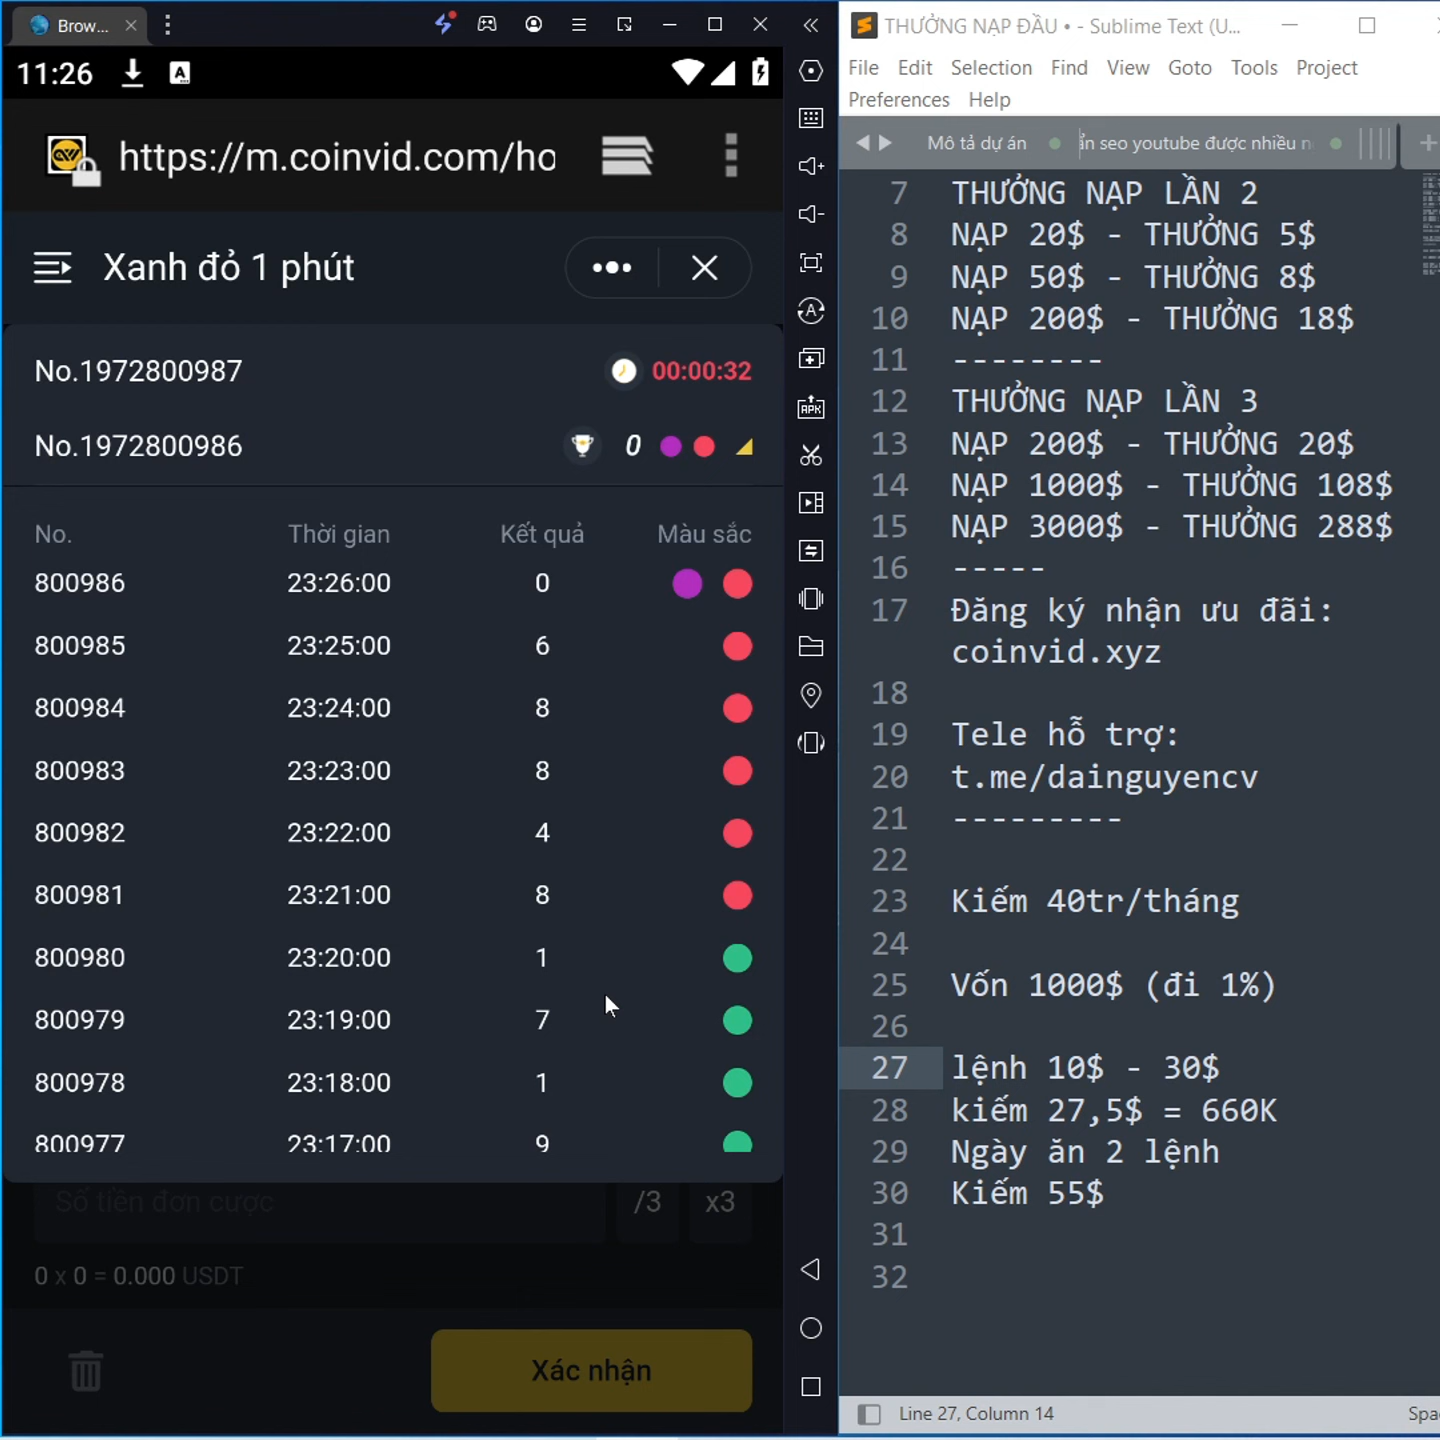 Brow...
11:26
A
https://m.coinvid.com/ho
Xanh đỏ 1 phút
No.1972800987
00:00:32
No.1972800986
0
No. Thời gian Kết quả Màu sắc
800986 23:26:00 0
800985 23:25:00 6
800984 23:24:00 8
800983 23:23:00 8
800982 23:22:00 4
800981 23:21:00 8
800980 23:20:00 1
800979 23:19:00 7
800978 23:18:00 1
800977 23:17:00 9
Số tiền đơn cược
/3
x3
0 x 0 = 0.000 USDT
Xác nhận
APK
THƯỞNG NẠP ĐẦU • - Sublime Text (U...
File Edit Selection Find View Goto Tools Project
Preferences Help
Mô tả dự án
ẩn seo youtube được nhiều n
7 THƯỞNG NẠP LẦN 2
8 NẠP 20$ - THƯỞNG 5$
9 NẠP 50$ - THƯỞNG 8$
10 NẠP 200$ - THƯỞNG 18$
11 --------
12 THƯỞNG NẠP LẦN 3
13 NẠP 200$ - THƯỞNG 20$
14 NẠP 1000$ - THƯỞNG 108$
15 NẠP 3000$ - THƯỞNG 288$
16 -----
17 Đăng ký nhận ưu đãi:
coinvid.xyz
18
19 Tele hỗ trợ:
20 t.me/dainguyencv
21 ---------
22
23 Kiếm 40tr/tháng
24
25 Vốn 1000$ (đi 1%)
26
27 lệnh 10$ - 30$
28 kiếm 27,5$ = 660K
29 Ngày ăn 2 lệnh
30 Kiếm 55$
31
32
Line 27, Column 14
Spa